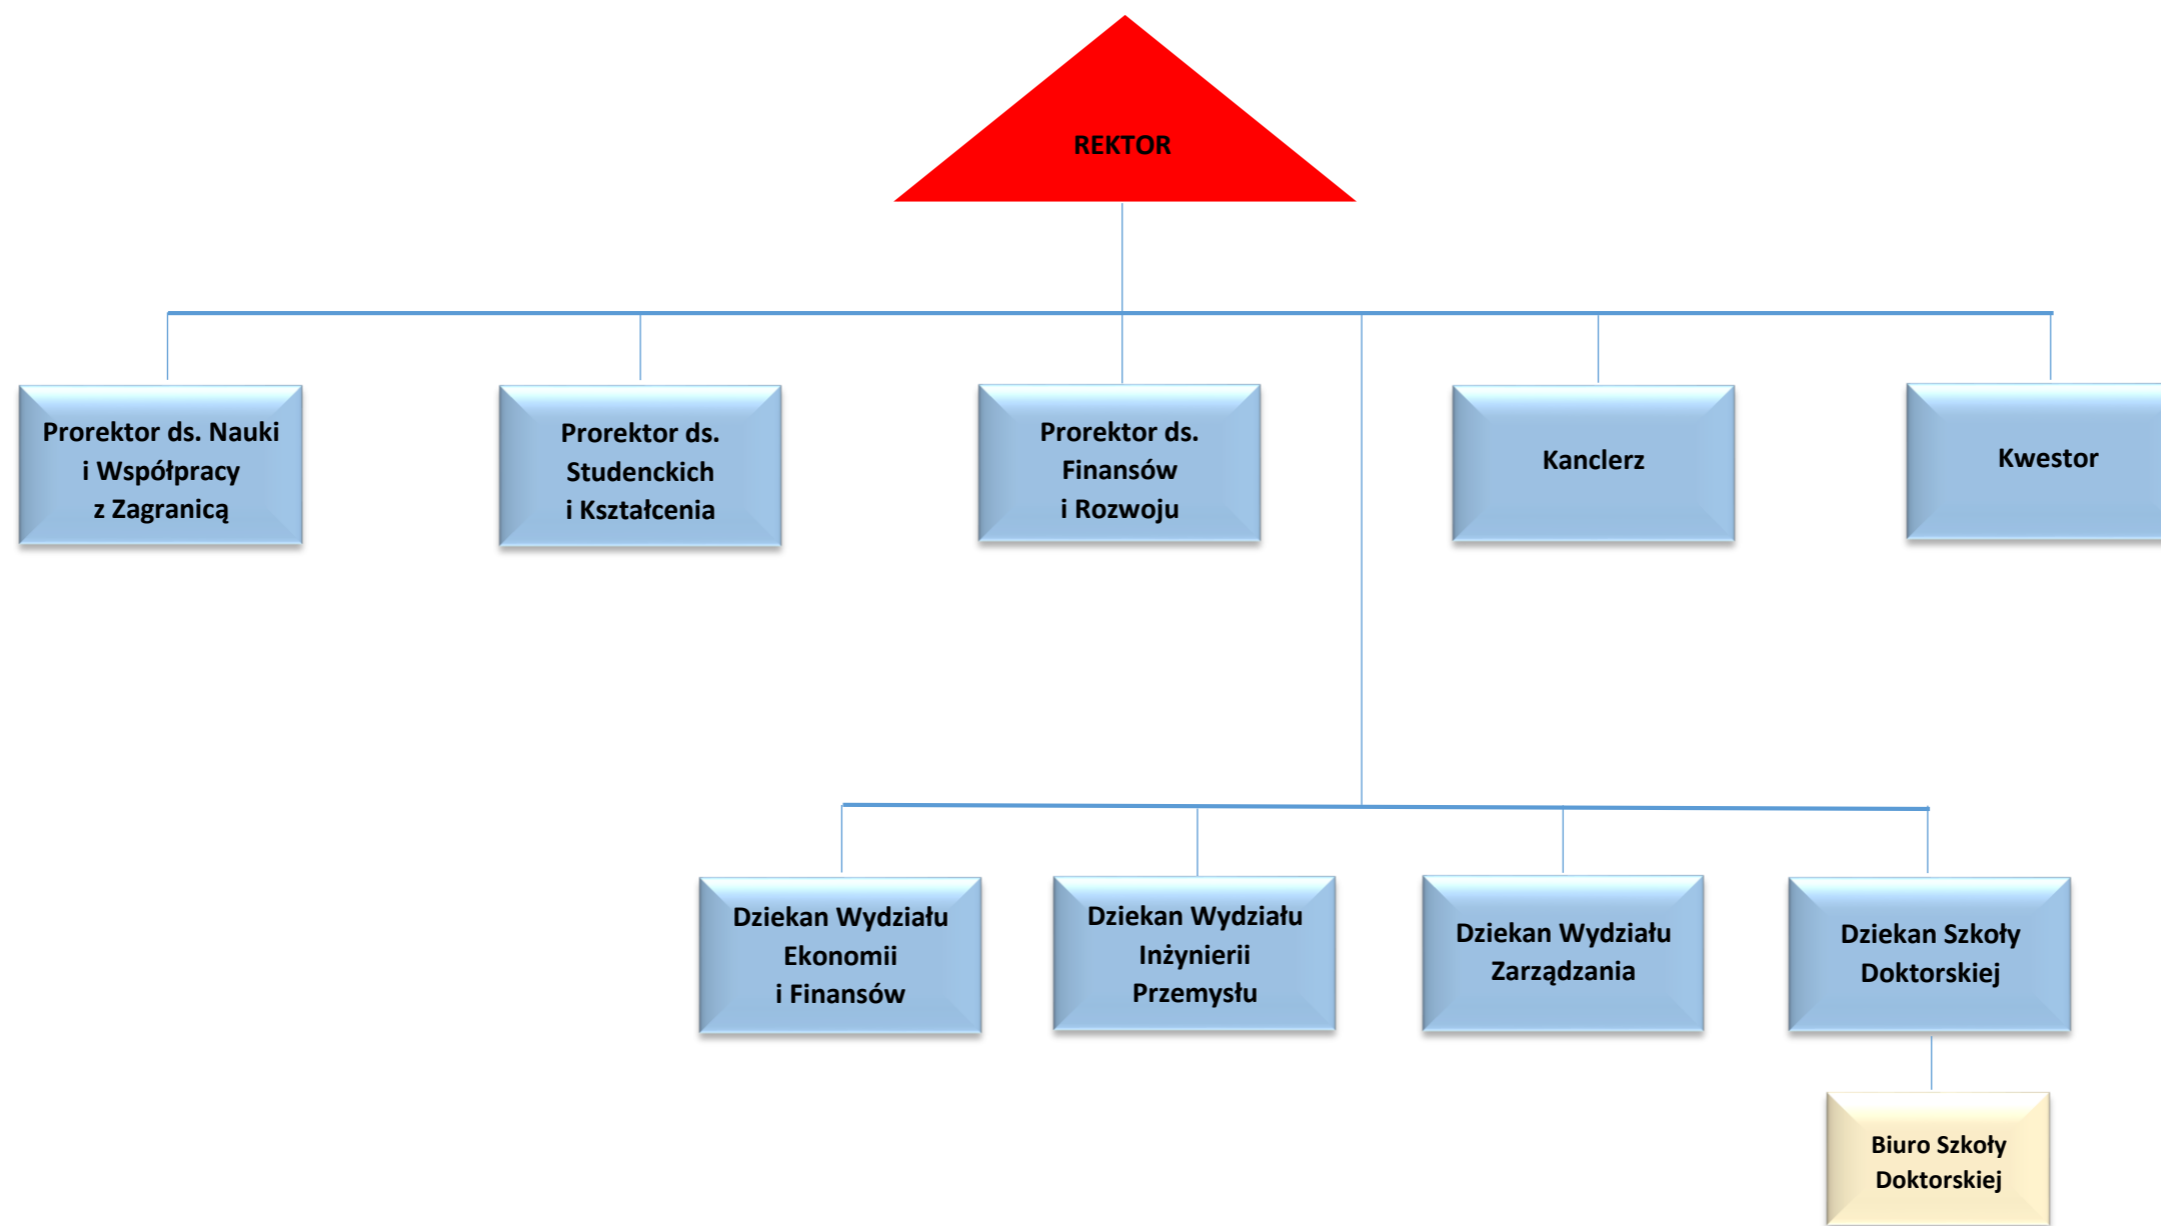 REKTOR
Prorektor ds. Nauki
i Współpracy
z Zagranicą
Prorektor ds.
Studenckich
i Kształcenia
Prorektor ds.
Finansów
i Rozwoju
Kanclerz
Kwestor
Dziekan Wydziału
Ekonomii
i Finansów
Dziekan Wydziału
Inżynierii
Przemysłu
Dziekan Wydziału
Zarządzania
Dziekan Szkoły
Doktorskiej
Biuro Szkoły
Doktorskiej